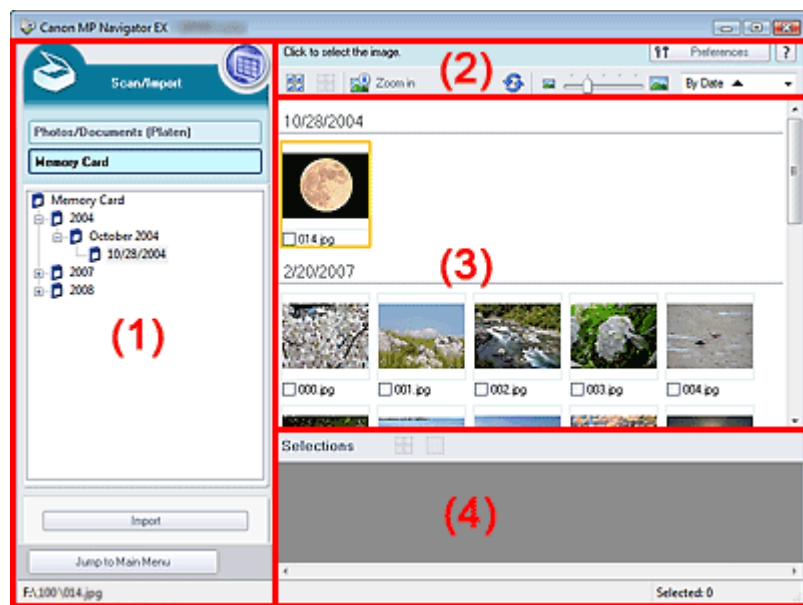 Canon MP Navigator EX
Scan/Import
Photos/Documents (Platen)
Memory Card
Memory Card
2004
October 2004
10/28/2004
2007
2008
(1)
Import
Jump to Main Menu
F:\100\014.jpg
Click to select the image.
Preferences
?
Zoom in
(2)
By Date
10/28/2004
014.jpg
2/20/2007
(3)
000.jpg 001.jpg 002.jpg 003.jpg 004.jpg
Selections
(4)
Selected: 0